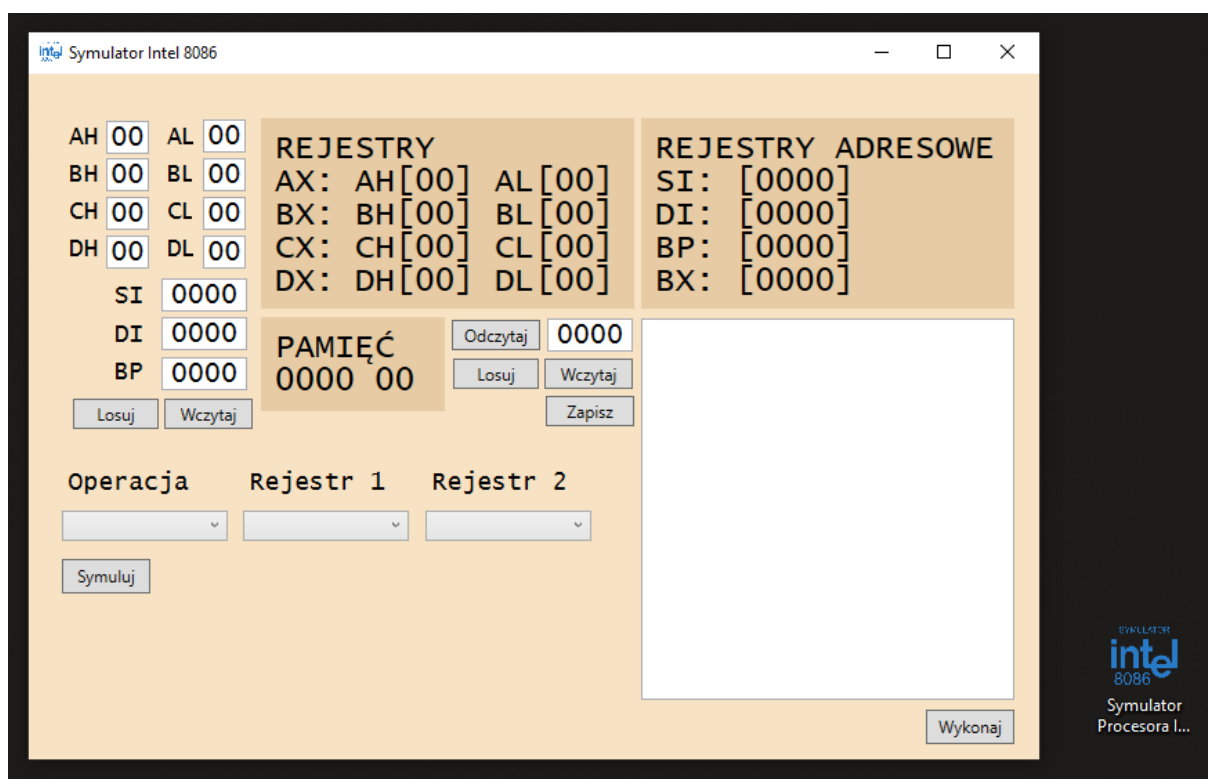 intel Symulator Intel 8086
AH 00 AL 00
BH 00 BL 00
CH 00 CL 00
DH 00 DL 00
SI 0000
DI 0000
BP 0000
Losuj Wczytaj
REJESTRY
AX: AH[00] AL[00]
BX: BH[00] BL[00]
CX: CH[00] CL[00]
DX: DH[00] DL[00]
REJESTRY ADRESOWE
SI: [0000]
DI: [0000]
BP: [0000]
BX: [0000]
PAMIĘĆ
0000 00
Odczytaj 0000
Losuj Wczytaj
Zapisz
Operacja Rejestr 1 Rejestr 2
Symuluj
Wykonaj
SYMULATOR
intel
8086
Symulator
Procesora I...